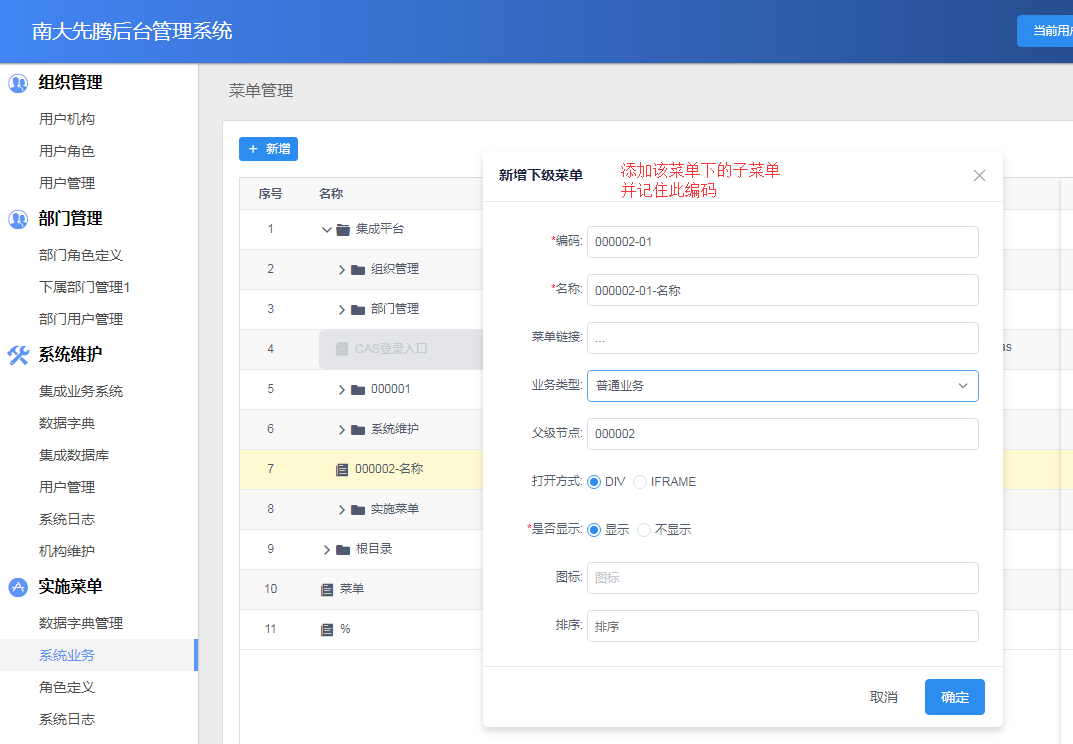 南大先腾后台管理系统
当前用户
组织管理
用户机构
用户角色
用户管理
部门管理
部门角色定义
下属部门管理1
部门用户管理
系统维护
集成业务系统
数据字典
集成数据库
用户管理
系统日志
机构维护
实施菜单
数据字典管理
系统业务
角色定义
系统日志
菜单管理
+ 新增
序号 名称
1 集成平台
2 组织管理
3 部门管理
4 CAS登录入口
as
5 000001
6 系统维护
7 000002-名称
8 实施菜单
9 根目录
10 菜单
11 %
新增下级菜单
添加该菜单下的子菜单
并记住此编码
*编码: 000002-01
*名称: 000002-01-名称
菜单链接: ...
业务类型: 普通业务
父级节点: 000002
打开方式: DIV IFRAME
*是否显示: 显示 不显示
图标: 图标
排序: 排序
取消 确定